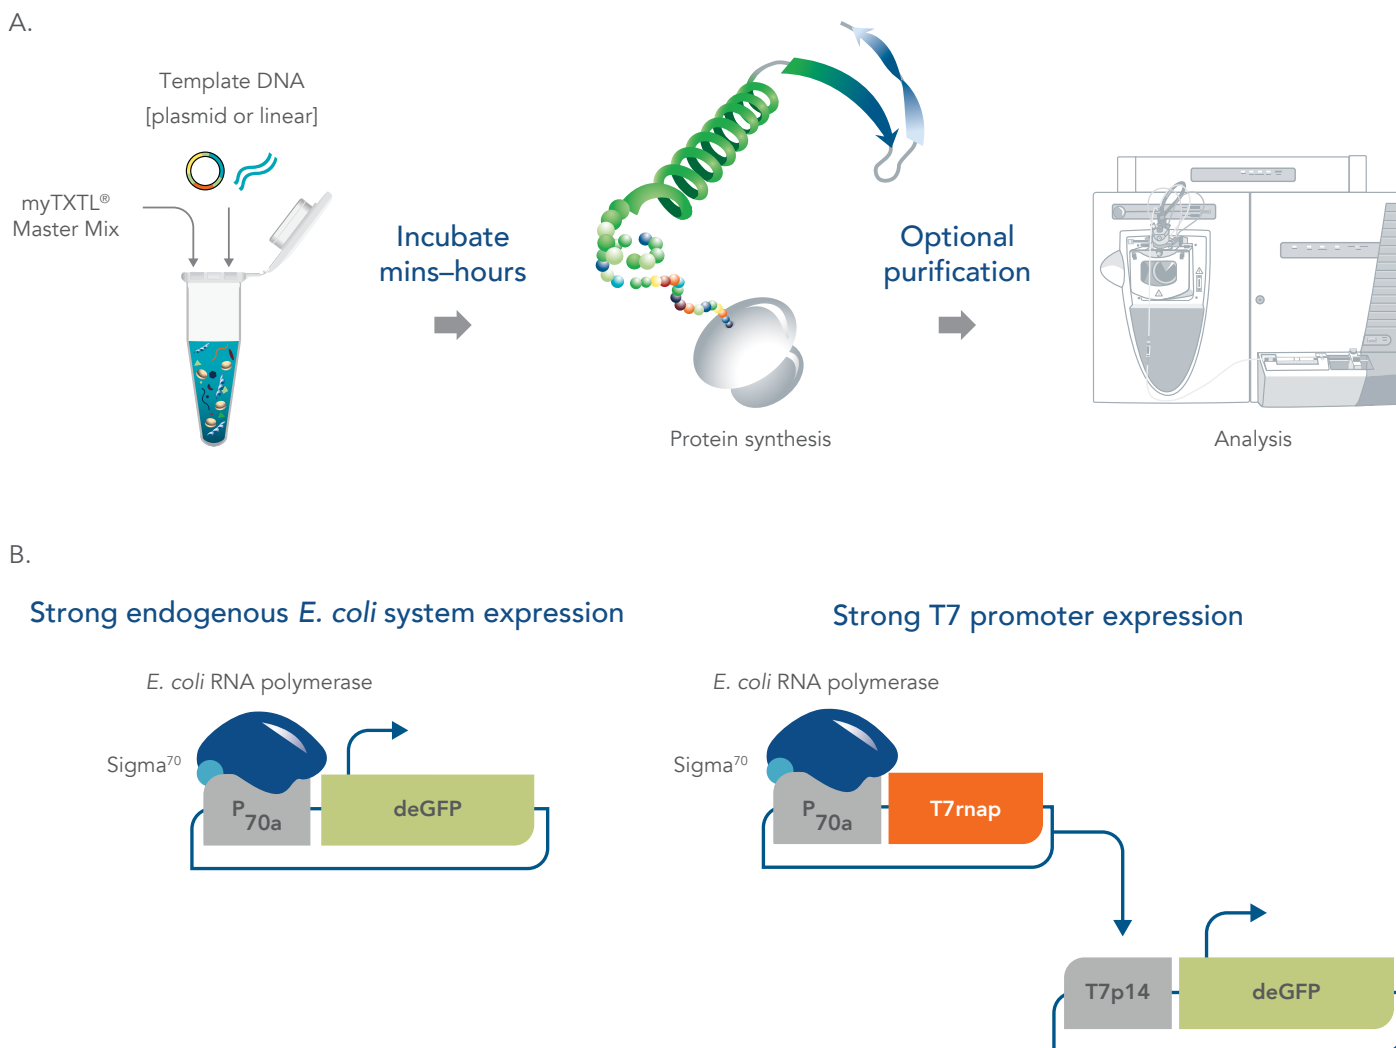 A.
Template DNA
[plasmid or linear]
myTXTL®
Master Mix
Incubate
mins–hours
Optional
purification
Protein synthesis
Analysis
B.
Strong endogenous E. coli system expression
E. coli RNA polymerase
Sigma⁷⁰
P70a
deGFP
Strong T7 promoter expression
E. coli RNA polymerase
Sigma⁷⁰
P70a
T7rnap
T7p14
deGFP